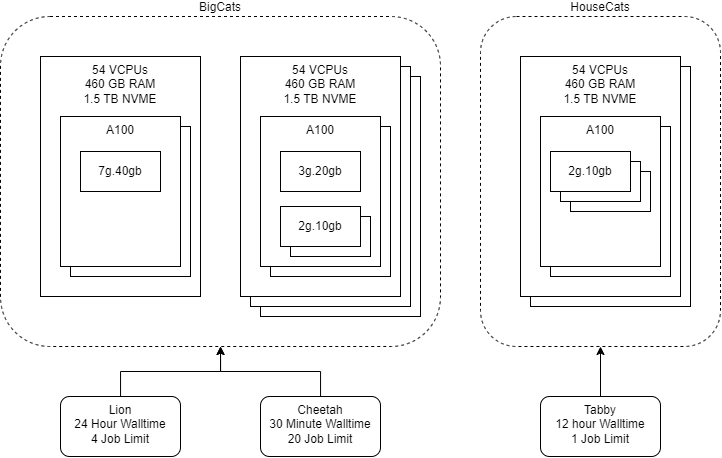 BigCats
HouseCats
54 VCPUs
460 GB RAM
1.5 TB NVME
A100
7g.40gb
54 VCPUs
460 GB RAM
1.5 TB NVME
A100
3g.20gb
2g.10gb
54 VCPUs
460 GB RAM
1.5 TB NVME
A100
2g.10gb
Lion
24 Hour Walltime
4 Job Limit
Cheetah
30 Minute Walltime
20 Job Limit
Tabby
12 hour Walltime
1 Job Limit